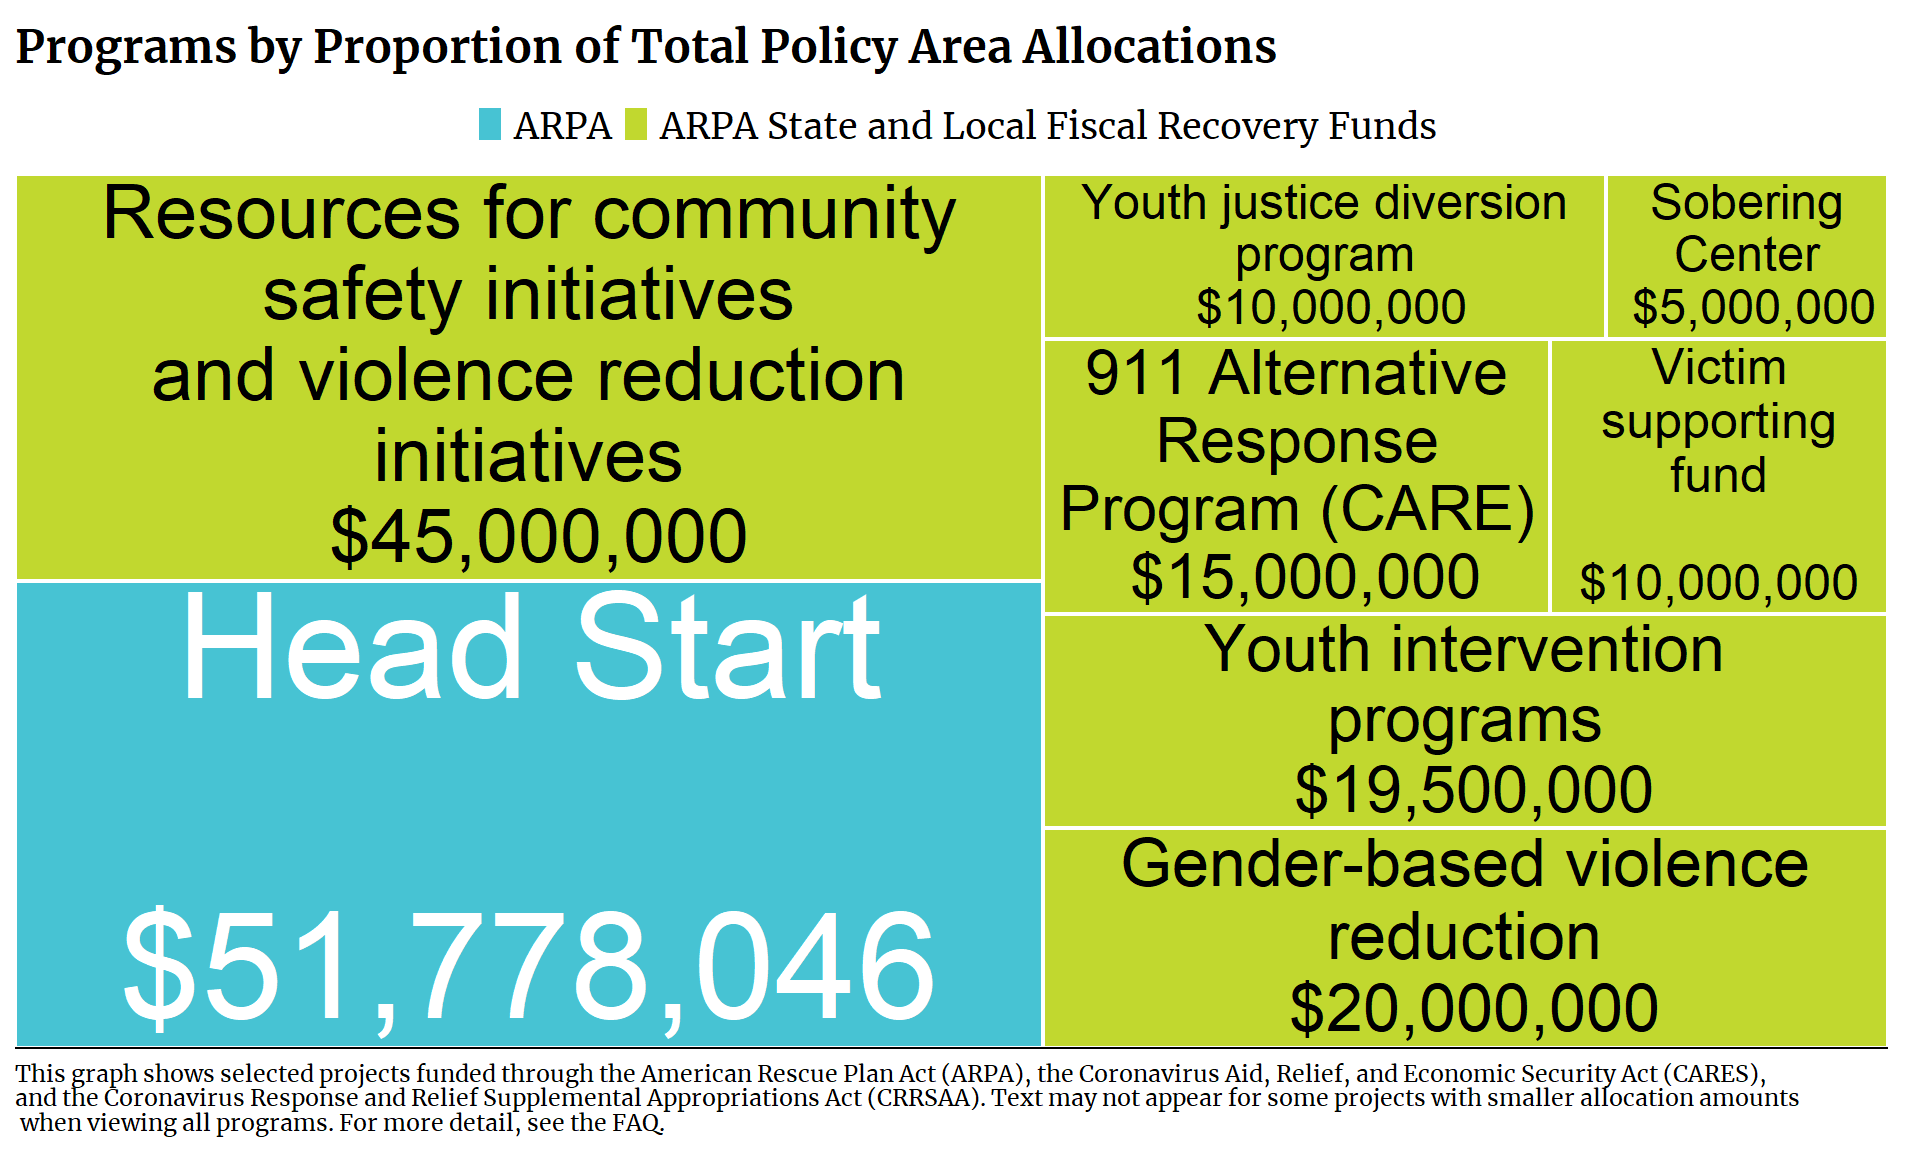 Programs by Proportion of Total Policy Area Allocations
ARPA ARPA State and Local Fiscal Recovery Funds
Resources for community
safety initiatives
and violence reduction
initiatives
$45,000,000
Head Start
$51,778,046
Youth justice diversion
program
$10,000,000
Sobering
Center
$5,000,000
911 Alternative
Response
Program (CARE)
$15,000,000
Victim
supporting
fund
$10,000,000
Youth intervention
programs
$19,500,000
Gender-based violence
reduction
$20,000,000
This graph shows selected projects funded through the American Rescue Plan Act (ARPA), the Coronavirus Aid, Relief, and Economic Security Act (CARES),
and the Coronavirus Response and Relief Supplemental Appropriations Act (CRRSAA). Text may not appear for some projects with smaller allocation amounts
when viewing all programs. For more detail, see the FAQ.